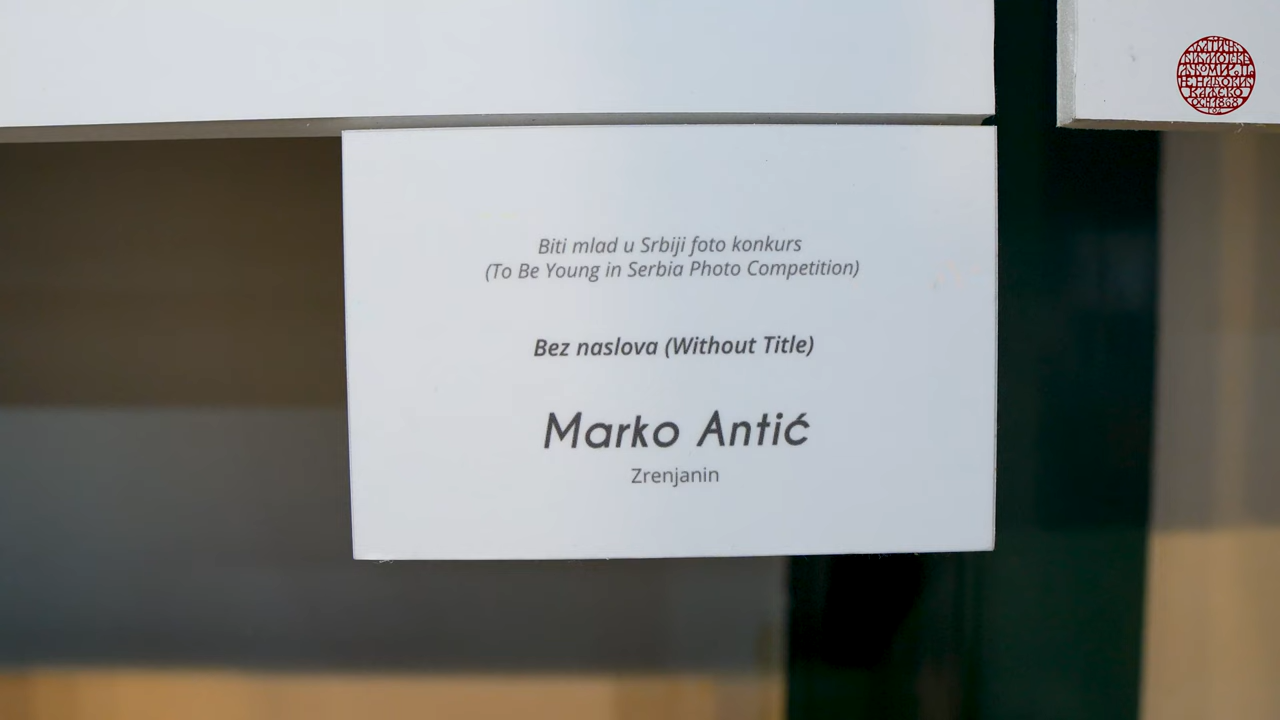 Biti mlad u Srbiji foto konkurs
(To Be Young in Serbia Photo Competition)
Bez naslova (Without Title)
Marko Antić
Zrenjanin